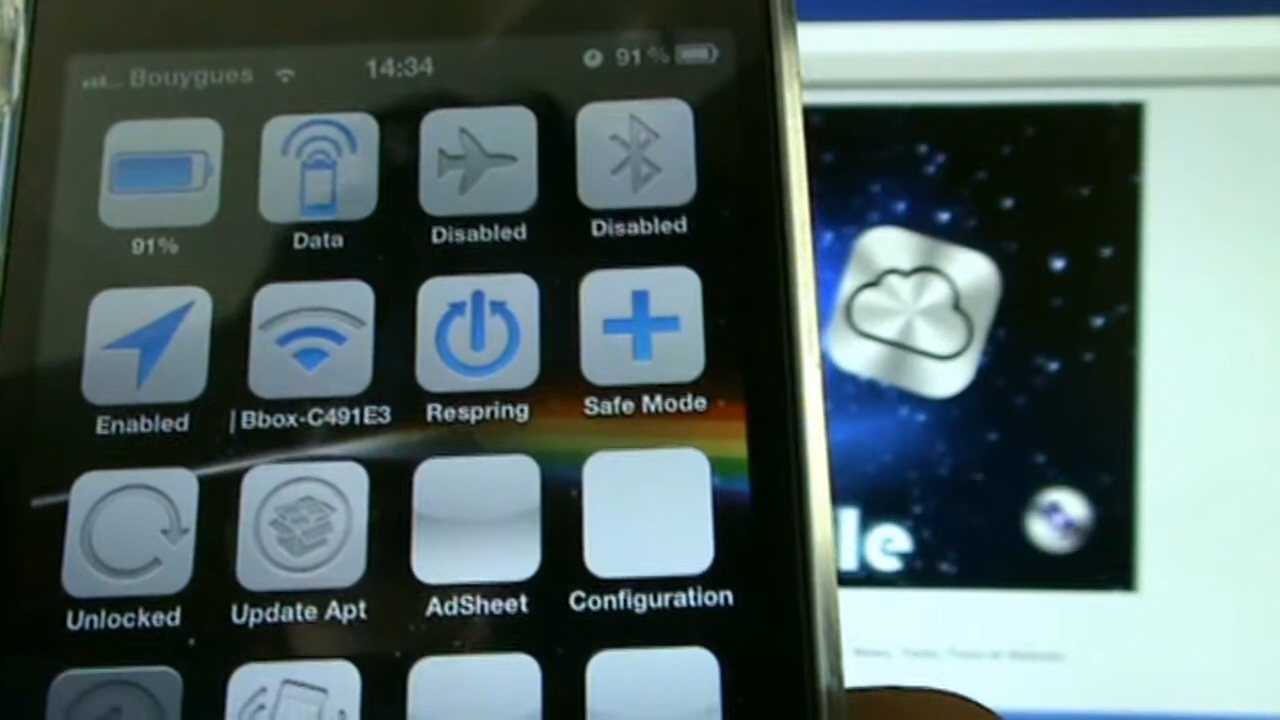 Bouygues 14:34 91%
91% Data Disabled Disabled
Enabled | Bbox-C491E3 Respring Safe Mode
Unlocked Update Apt AdSheet Configuration
le